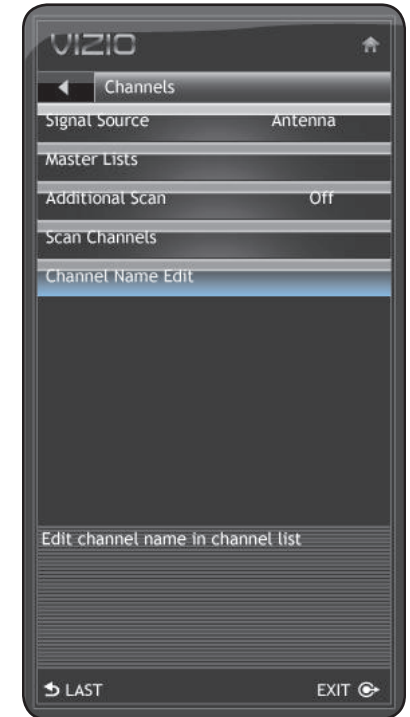 VIZIO
Channels
Signal Source Antenna
Master Lists
Additional Scan Off
Scan Channels
Channel Name Edit
Edit channel name in channel list
LAST EXIT